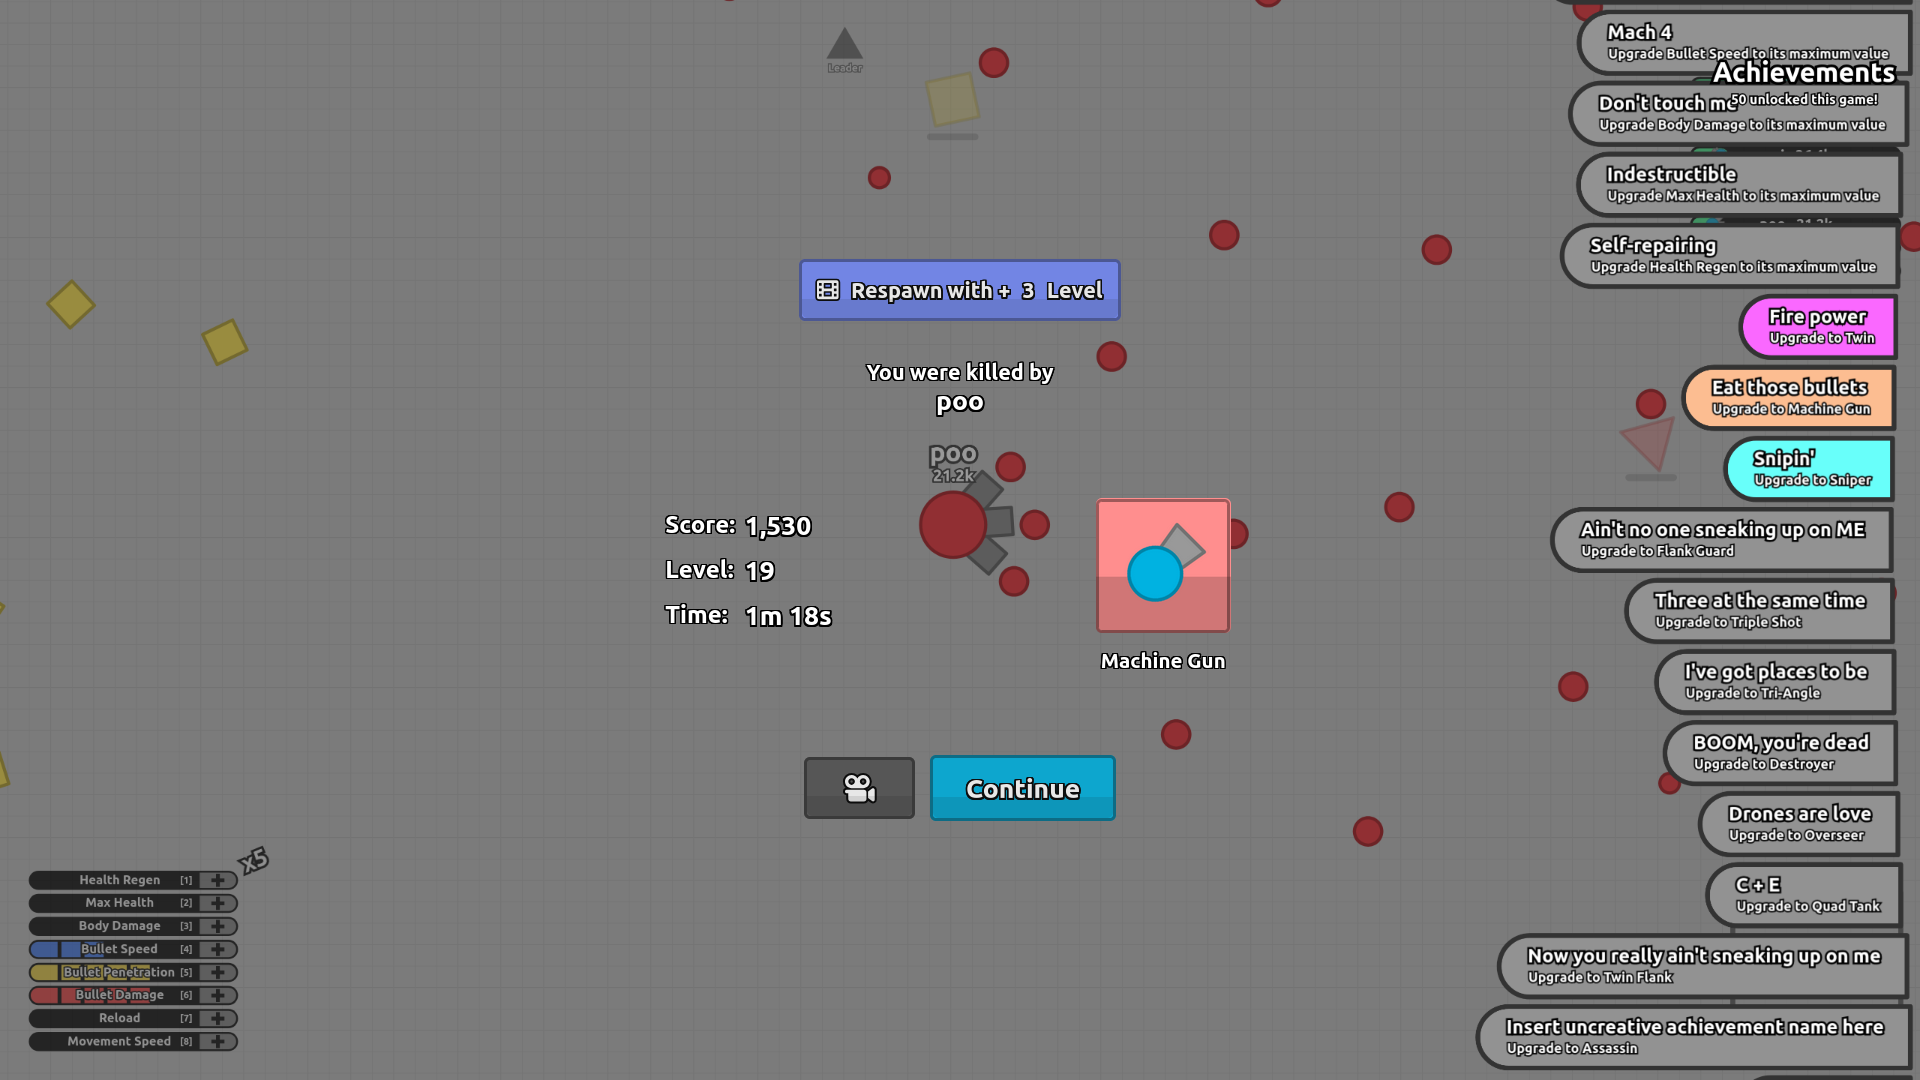 Leader
Respawn with + 3 Level
You were killed by
poo
poo
21.2k
Score: 1,530
Level: 19
Time: 1m 18s
Machine Gun
Continue
x5
Health Regen [1]
Max Health [2]
Body Damage [3]
Bullet Speed [4]
Bullet Penetration [5]
Bullet Damage [6]
Reload [7]
Movement Speed [8]
Achievements
50 unlocked this game!
Mach 4
Upgrade Bullet Speed to its maximum value
Don't touch me
Upgrade Body Damage to its maximum value
Indestructible
Upgrade Max Health to its maximum value
Self-repairing
Upgrade Health Regen to its maximum value
Fire power
Upgrade to Twin
Eat those bullets
Upgrade to Machine Gun
Snipin'
Upgrade to Sniper
Ain't no one sneaking up on ME
Upgrade to Flank Guard
Three at the same time
Upgrade to Triple Shot
I've got places to be
Upgrade to Tri-Angle
BOOM, you're dead
Upgrade to Destroyer
Drones are love
Upgrade to Overseer
C + E
Upgrade to Quad Tank
Now you really ain't sneaking up on me
Upgrade to Twin Flank
Insert uncreative achievement name here
Upgrade to Assassin